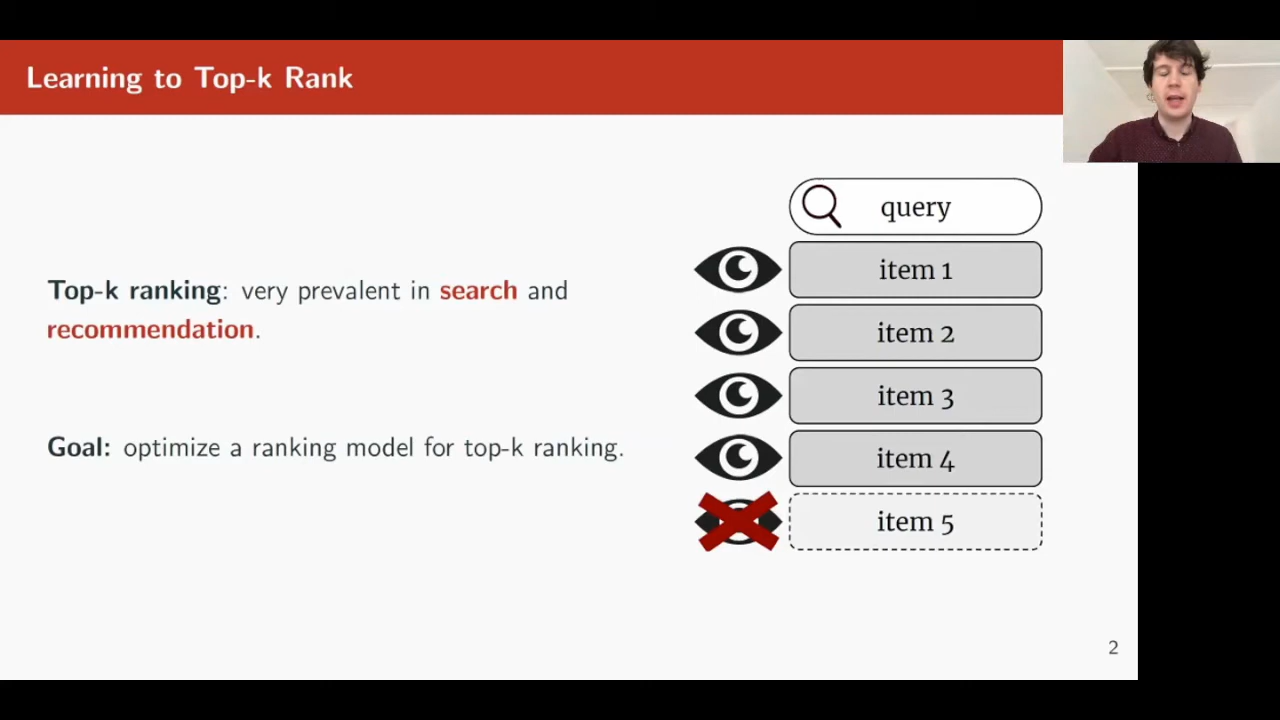 Learning to Top-k Rank
Top-k ranking: very prevalent in search and
recommendation.
Goal: optimize a ranking model for top-k ranking.
query
item 1
item 2
item 3
item 4
item 5
2